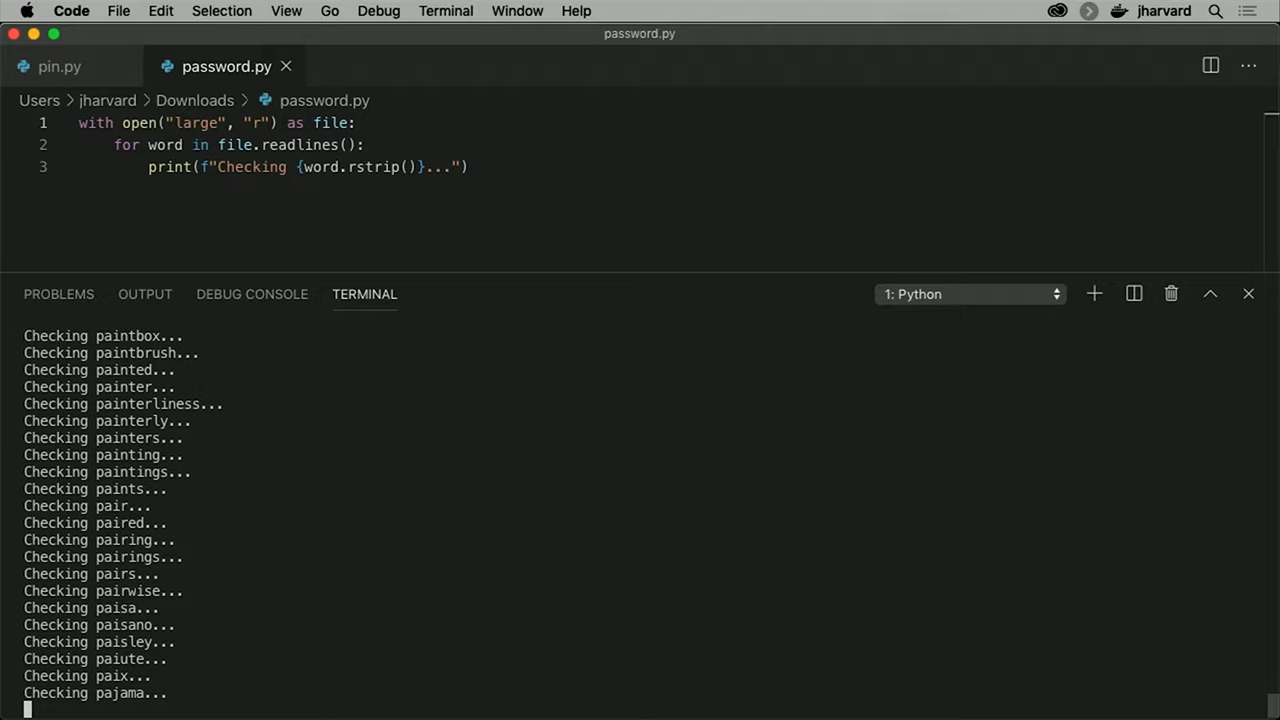 Code File Edit Selection View Go Debug Terminal Window Help jharvard
password.py
pin.py password.py
Users > jharvard > Downloads > password.py
1 with open("large", "r") as file:
2 for word in file.readlines():
3 print(f"Checking {word.rstrip()}...")
PROBLEMS OUTPUT DEBUG CONSOLE TERMINAL 1: Python
Checking paintbox...
Checking paintbrush...
Checking painted...
Checking painter...
Checking painterliness...
Checking painterly...
Checking painters...
Checking painting...
Checking paintings...
Checking paints...
Checking pair...
Checking paired...
Checking pairing...
Checking pairings...
Checking pairs...
Checking pairwise...
Checking paisa...
Checking paisano...
Checking paisley...
Checking paiute...
Checking paix...
Checking pajama...